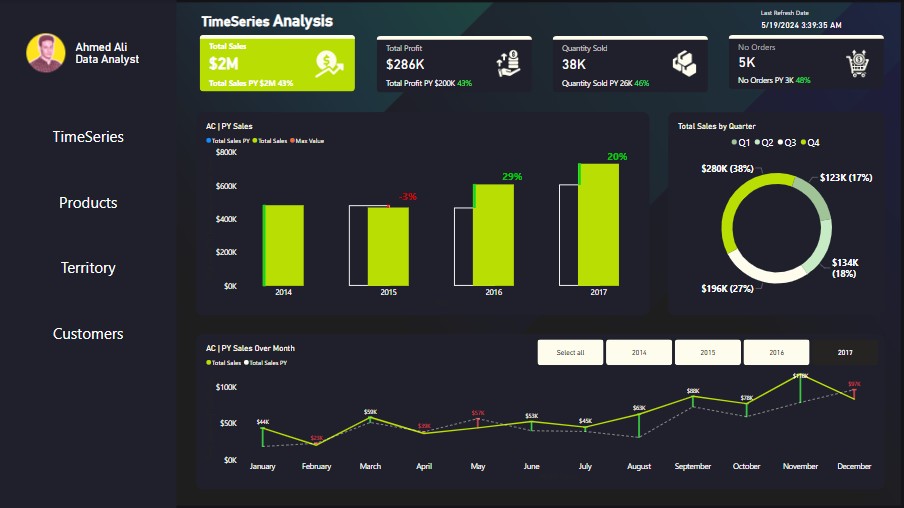 Ahmed Ali
Data Analyst
TimeSeries
Products
Territory
Customers
TimeSeries Analysis
Last Refresh Date
5/19/2024 3:39:35 AM
Total Sales
$2M
Total Sales PY $2M 43%
Total Profit
$286K
Total Profit PY $200K 43%
Quantity Sold
38K
Quantity Sold PY 26K 46%
No Orders
5K
No Orders PY 3K 48%
AC | PY Sales
Total Sales PY Total Sales Max Value
$800K
$600K
$400K
$200K
$0K
-3%
29%
20%
2014 2015 2016 2017
Total Sales by Quarter
Q1 Q2 Q3 Q4
$280K (38%)
$123K (17%)
$134K
(18%)
$196K (27%)
AC | PY Sales Over Month
Total Sales Total Sales PY
Select all 2014 2015 2016 2017
$100K
$50K
$0K
$44K
$59K
$57K
$53K
$45K
$63K
$88K
$78K
$97K
January February March April May June July August September October November December